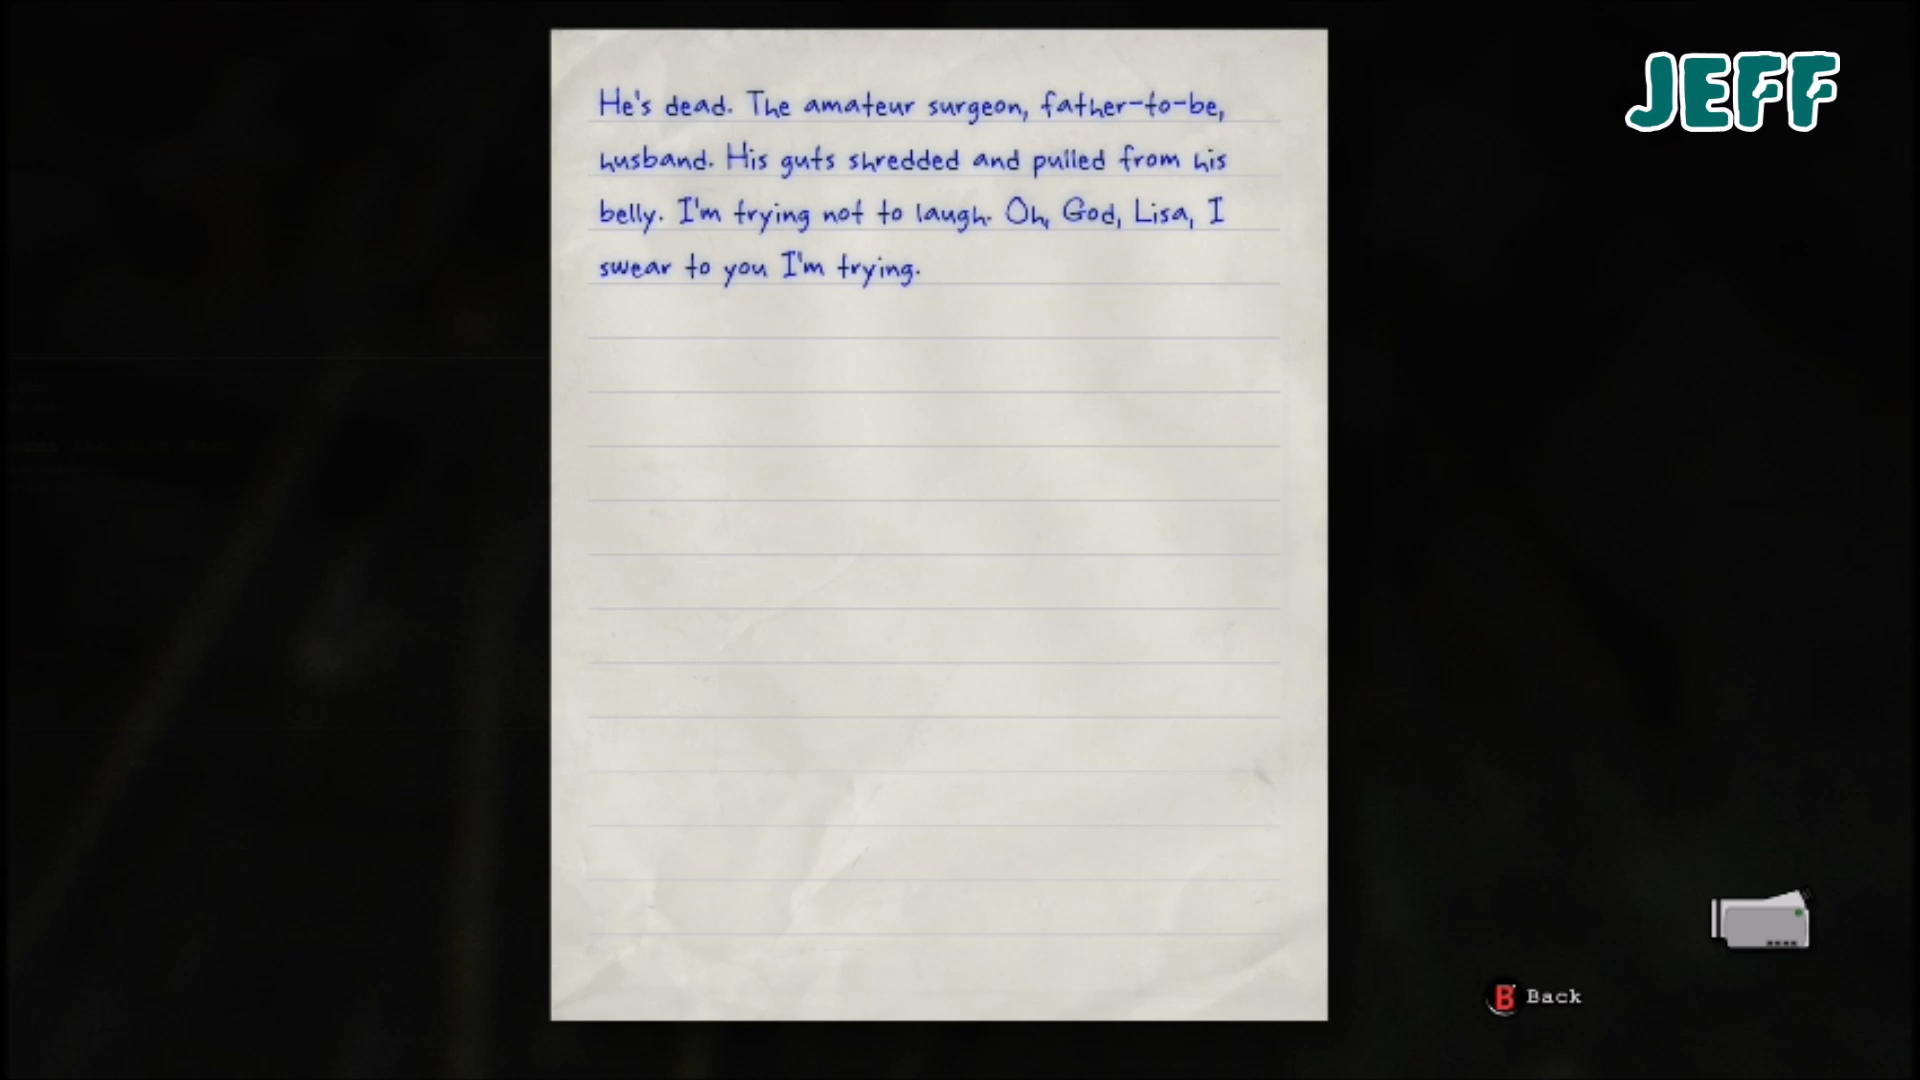 JEFF
He's dead. The amateur surgeon, father-to-be,
husband. His guts shredded and pulled from his
belly. I'm trying not to laugh. Oh, God, Lisa, I
swear to you I'm trying.
B Back